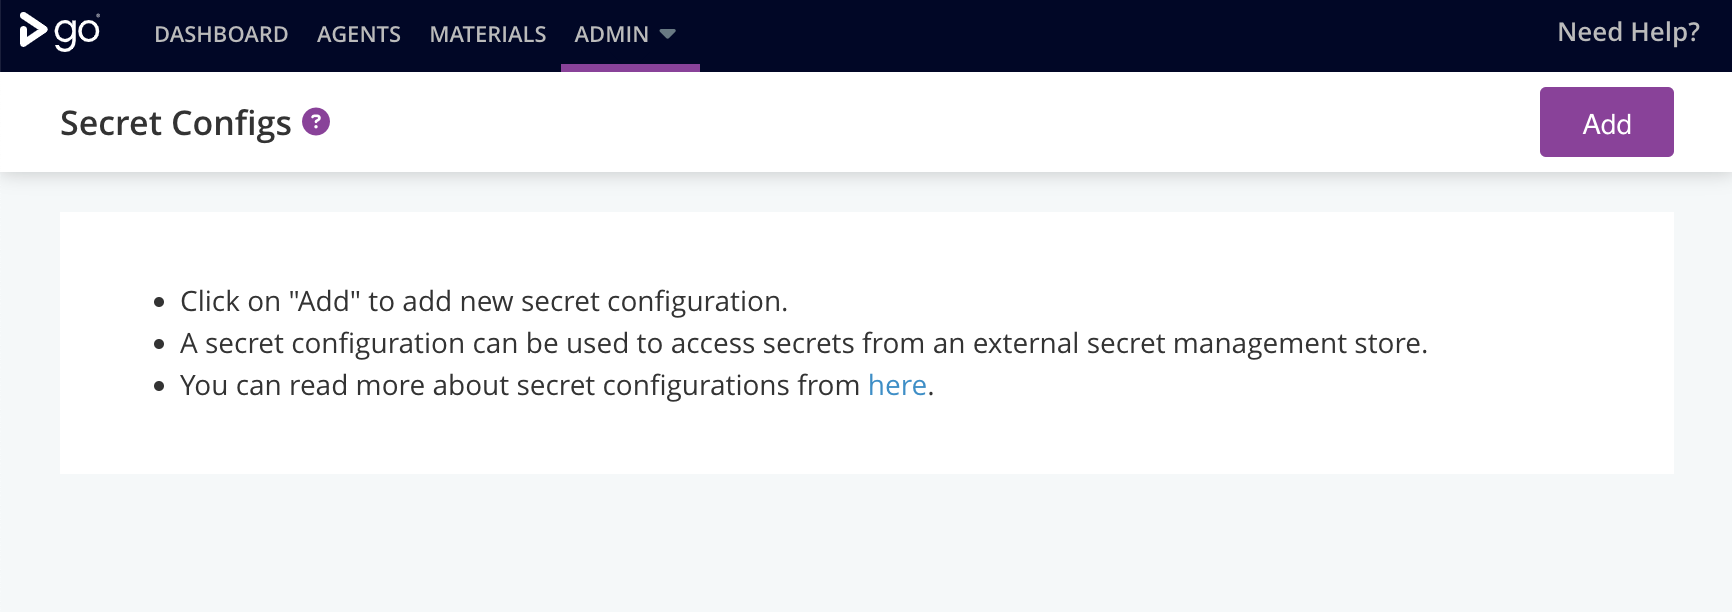 go DASHBOARD AGENTS MATERIALS ADMIN Need Help?
Secret Configs ? Add
• Click on "Add" to add new secret configuration.
• A secret configuration can be used to access secrets from an external secret management store.
• You can read more about secret configurations from here.